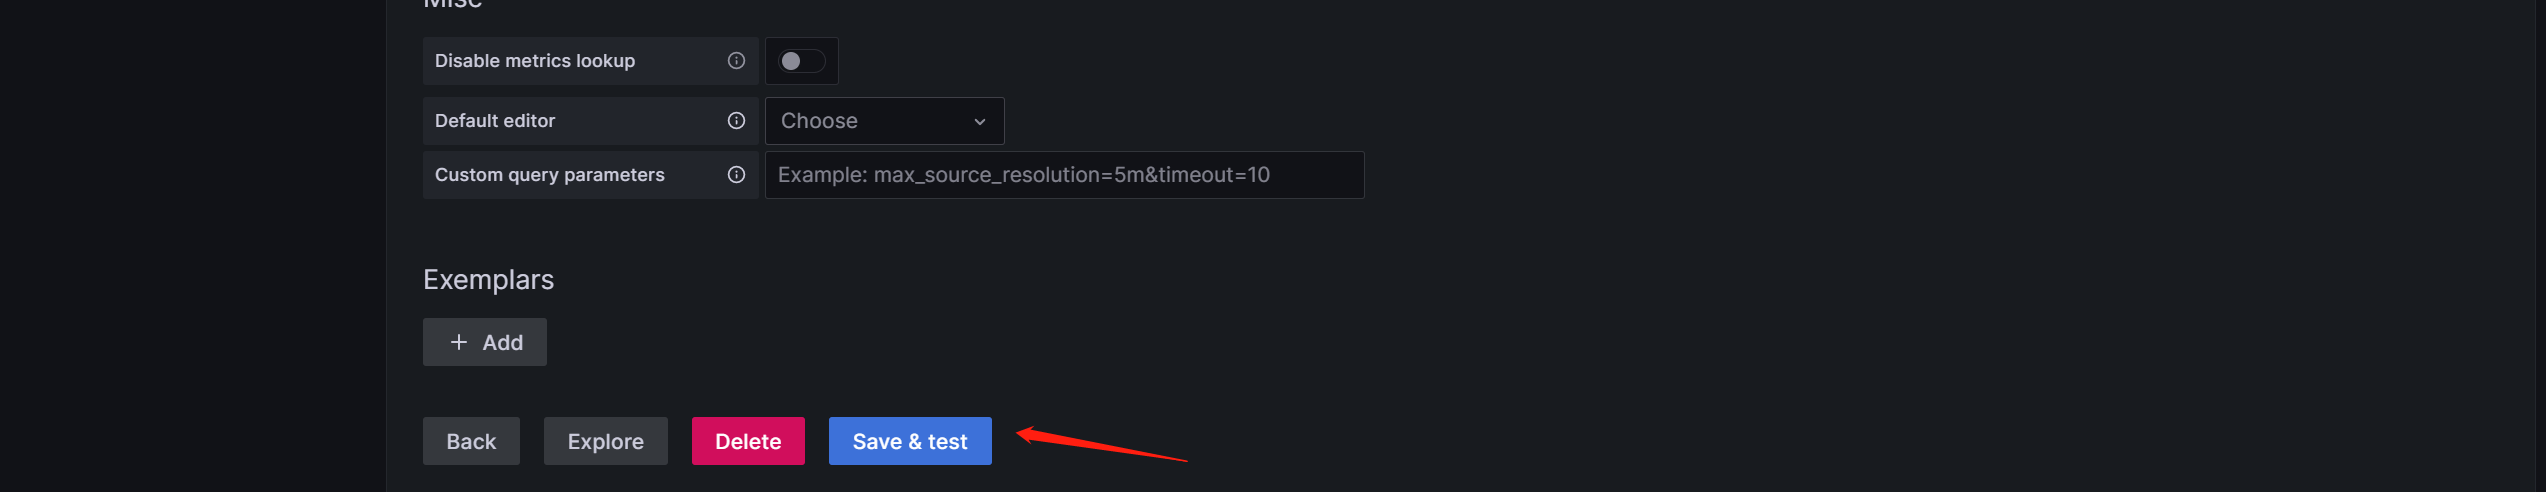 Misc
Disable metrics lookup
Default editor
Choose
Custom query parameters
Example: max_source_resolution=5m&timeout=10
Exemplars
+ Add
Back
Explore
Delete
Save & test